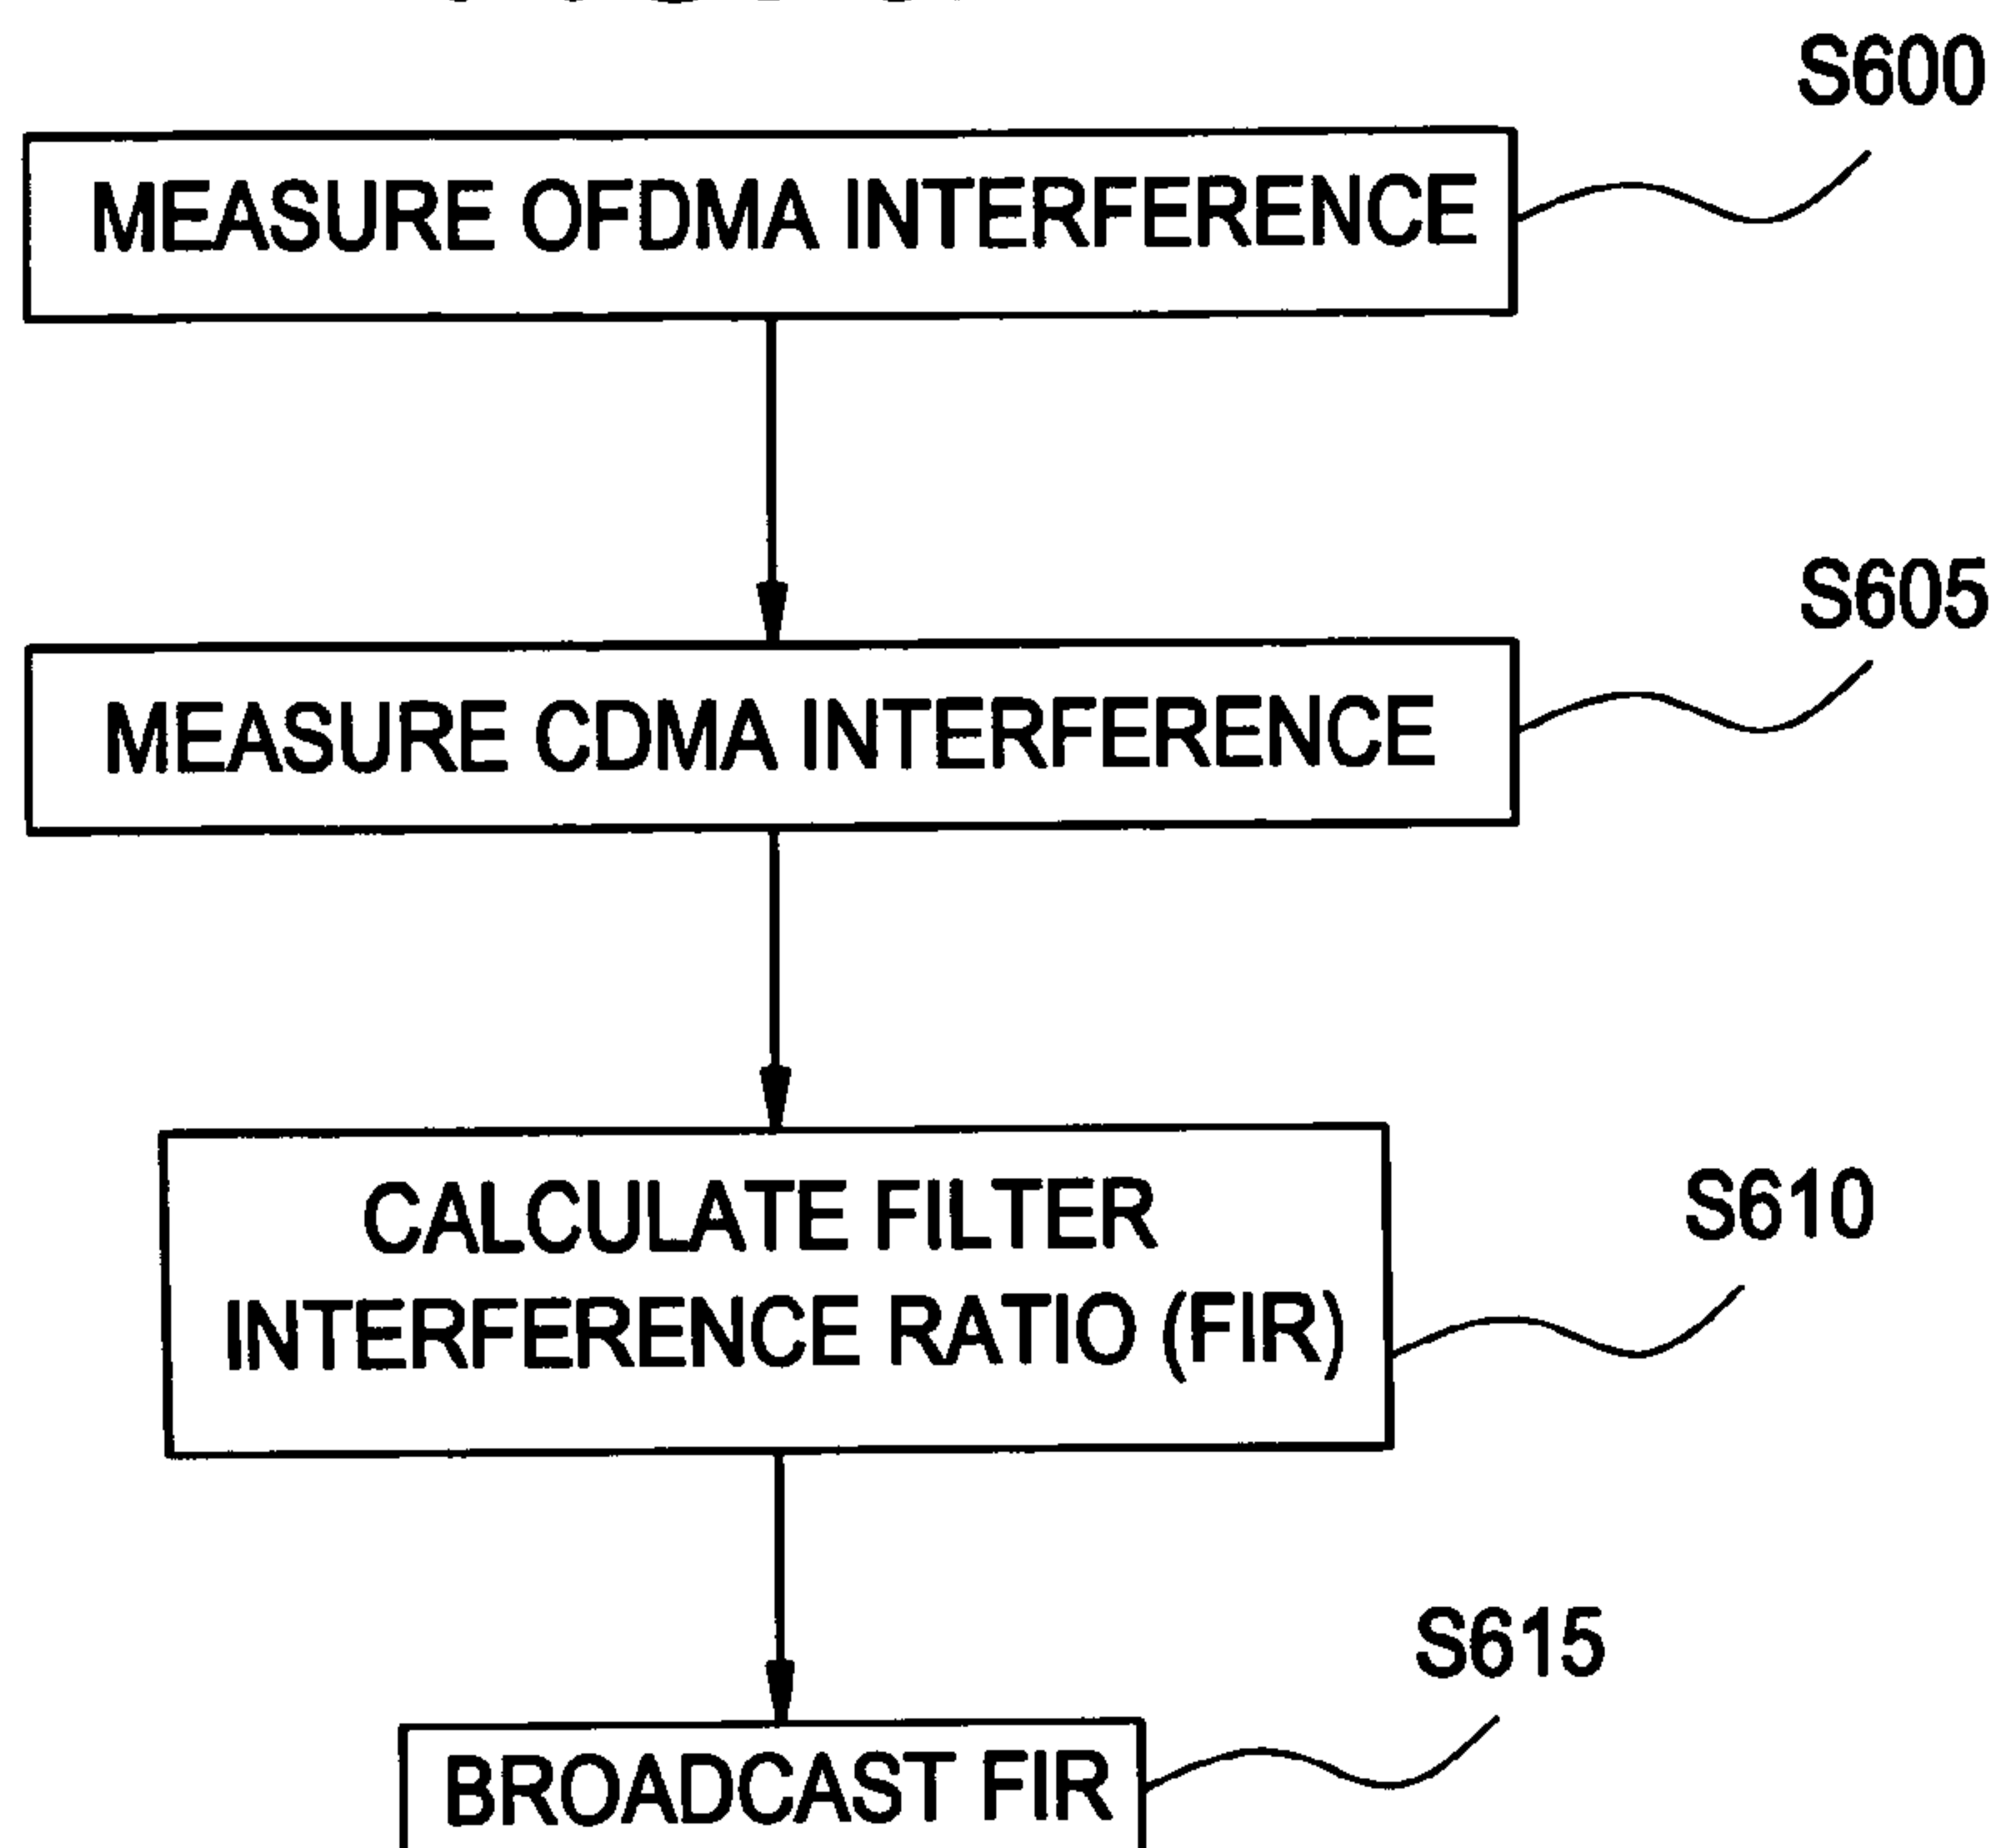 S600
MEASURE OFDMA INTERFERENCE
S605
MEASURE CDMA INTERFERENCE
CALCULATE FILTER
INTERFERENCE RATIO (FIR)
S610
S615
BROADCAST FIR